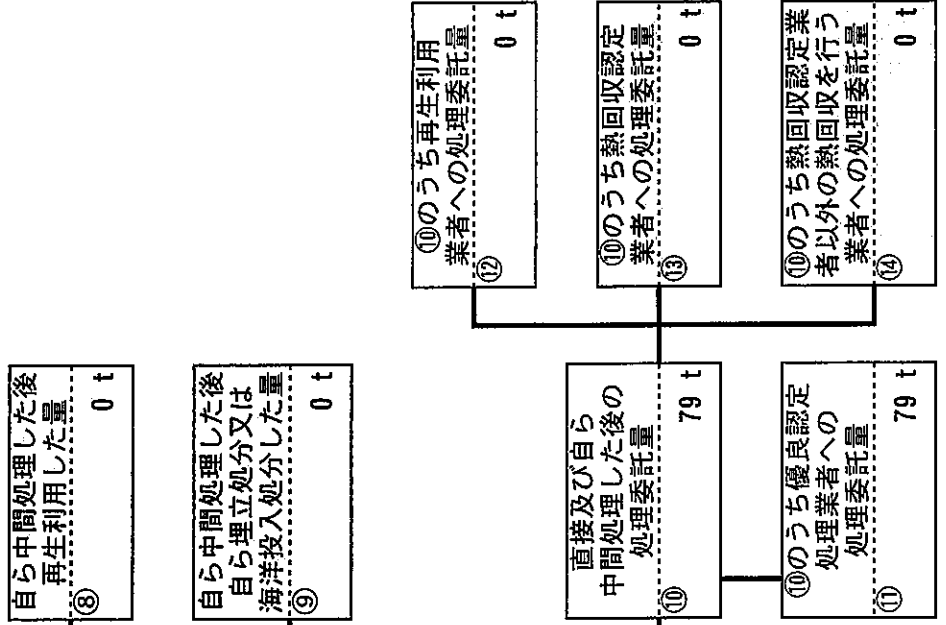 自ら中間処理した後
再生利用した量
⑧ 0 t
自ら中間処理した後
自ら埋立処分又は
海洋投入処分した量
⑨ 0 t
直接及び自ら
中間処理した後の
処理委託量
⑩ 79 t
⑩のうち優良認定
処理業者への
処理委託量
⑪ 79 t
⑩のうち再生利用
業者への処理委託量
⑫ 0 t
⑩のうち熱回収認定
業者への処理委託量
⑬ 0 t
⑩のうち熱回収認定業
者以外の熱回収を行う
業者への処理委託量
⑭ 0 t